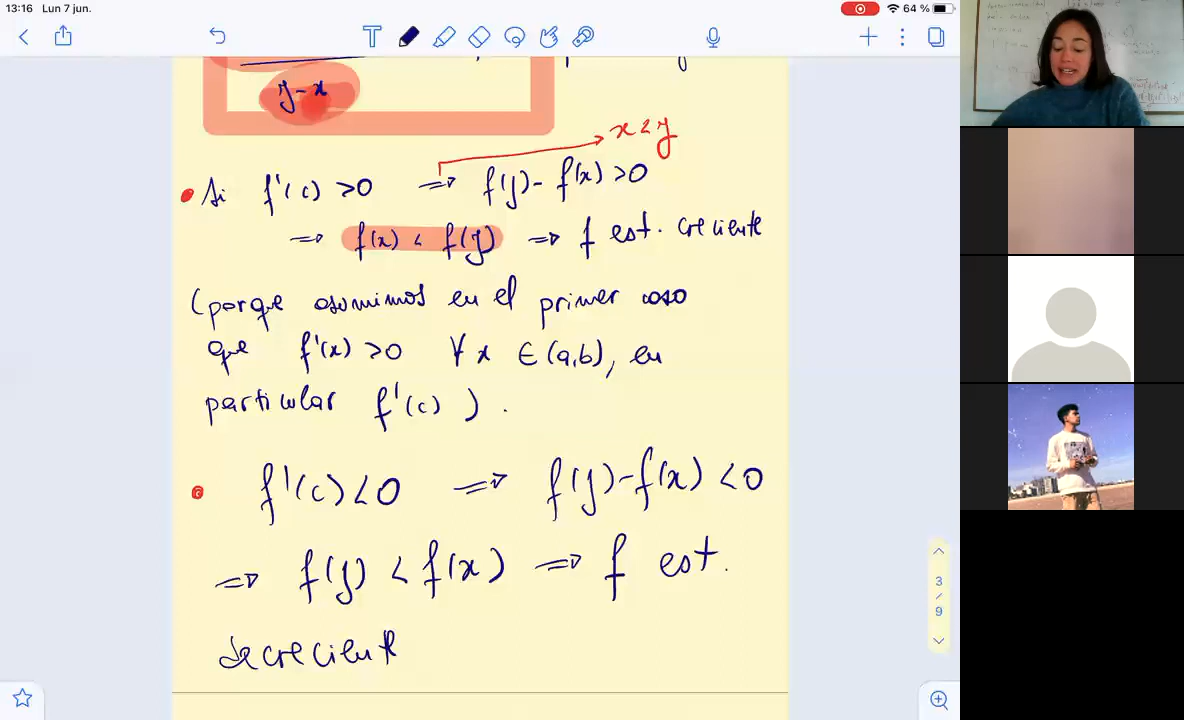 13:16 Lun 7 jun.
64 %
y-x
x<y
Si f'(c) >0 ⇒ f(y)- f(x) >0
⇒ f(x) < f(y) ⇒ f est. creciente
(porque asumimos en el primer caso
que f'(x) >0 ∀ x ∈ (a,b), en
particular f'(c) ).
f'(c)<0 ⇒ f(y)-f(x) <0
⇒ f(y) < f(x) ⇒ f est.
decreciente
3
/
9